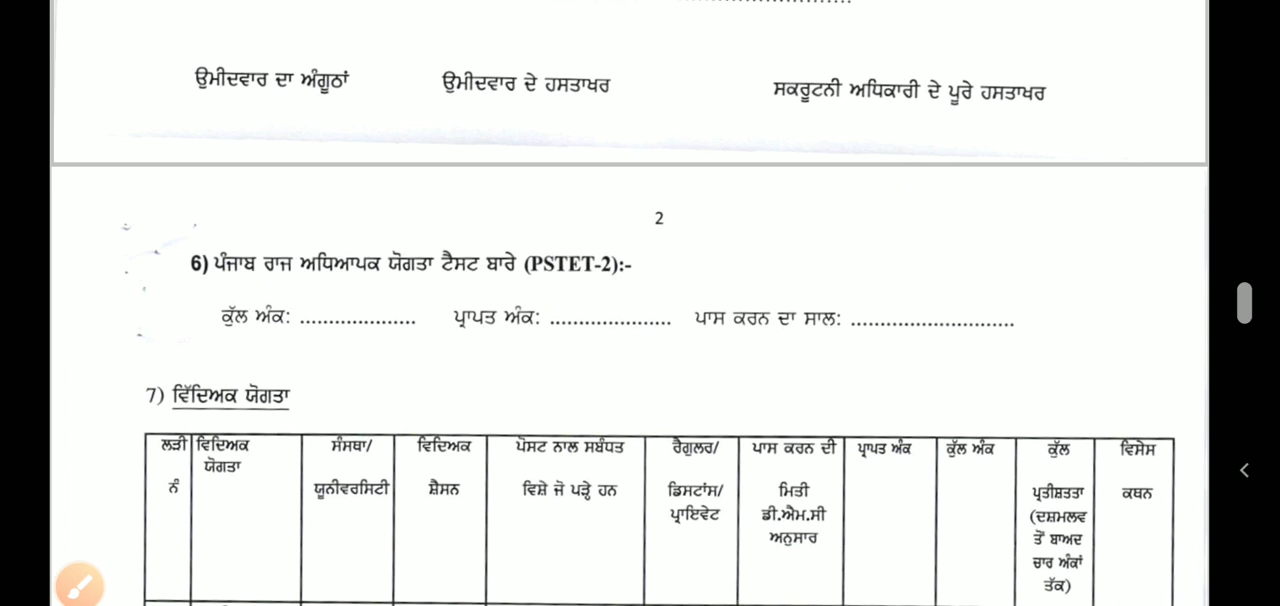 ਉਮੀਦਵਾਰ ਦਾ ਅੰਗੂਠਾਂ ਉਮੀਦਵਾਰ ਦੇ ਹਸਤਾਖਰ ਸਕਰੂਟਨੀ ਅਧਿਕਾਰੀ ਦੇ ਪੂਰੇ ਹਸਤਾਖਰ
2
6) ਪੰਜਾਬ ਰਾਜ ਅਧਿਆਪਕ ਯੋਗਤਾ ਟੈਸਟ ਬਾਰੇ (PSTET-2):-
ਕੁੱਲ ਅੰਕ: .................... ਪ੍ਰਾਪਤ ਅੰਕ: ..................... ਪਾਸ ਕਰਨ ਦਾ ਸਾਲ: ............................
7) ਵਿੱਦਿਅਕ ਯੋਗਤਾ
ਲੜੀ
ਨੰ
ਵਿਦਿਅਕ
ਯੋਗਤਾ
ਸੰਸਥਾ/
ਯੂਨੀਵਰਸਿਟੀ
ਵਿਦਿਅਕ
ਸ਼ੈਸਨ
ਪੋਸਟ ਨਾਲ ਸਬੰਧਤ
ਵਿਸ਼ੇ ਜੋ ਪੜ੍ਹੇ ਹਨ
ਰੈਗੁਲਰ/
ਡਿਸਟਾਂਸ/
ਪ੍ਰਾਇਵੇਟ
ਪਾਸ ਕਰਨ ਦੀ
ਮਿਤੀ
ਡੀ.ਐਮ.ਸੀ
ਅਨੁਸਾਰ
ਪ੍ਰਾਪਤ ਅੰਕ
ਕੁੱਲ ਅੰਕ
ਕੁੱਲ
ਪ੍ਰਤੀਸ਼ਤਤਾ
(ਦਸ਼ਮਲਵ
ਤੋਂ ਬਾਅਦ
ਚਾਰ ਅੰਕਾਂ
ਤੱਕ)
ਵਿਸੇਸ
ਕਥਨ